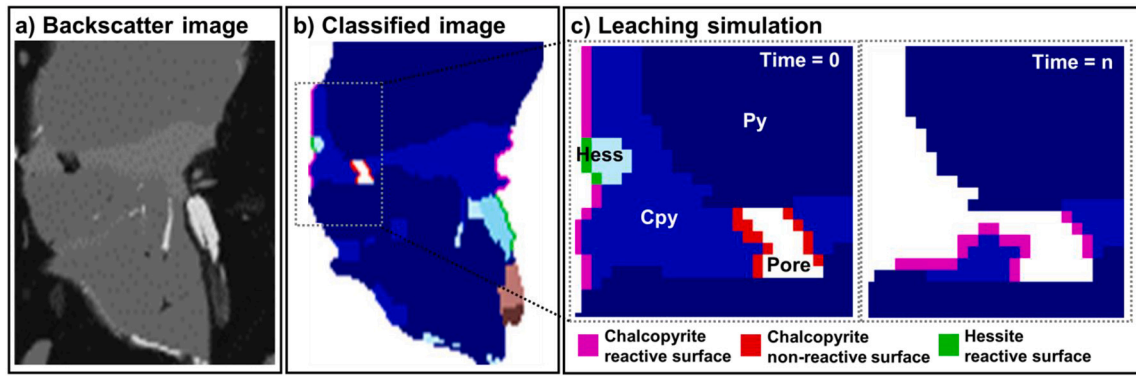 a) Backscatter image
b) Classified image
c) Leaching simulation
Time = 0
Time = n
Py
Hess
Cpy
Pore
Chalcopyrite
reactive surface
Chalcopyrite
non-reactive surface
Hessite
reactive surface